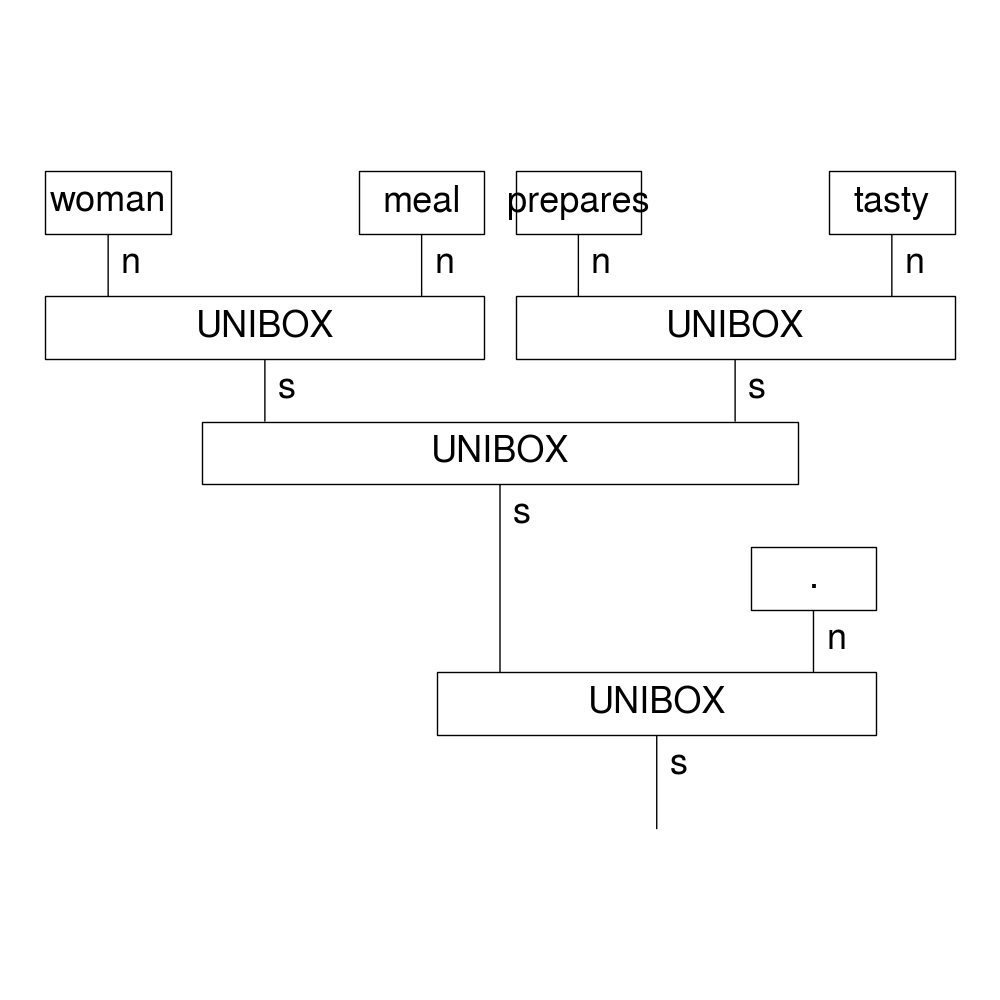 woman meal prepares tasty
n n n n
UNIBOX UNIBOX
s s
UNIBOX
s
.
n
UNIBOX
s